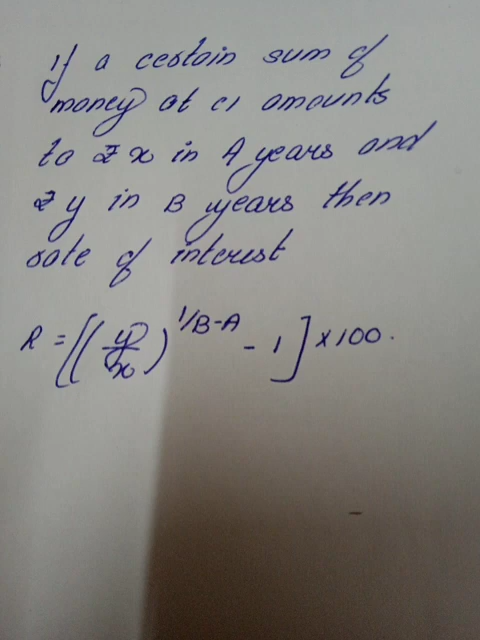 If a certain sum of
money at CI amounts
to ₹ x in A years and
₹ y in B years then
rate of interest
R = [(y/x)^1/B-A - 1] x 100.